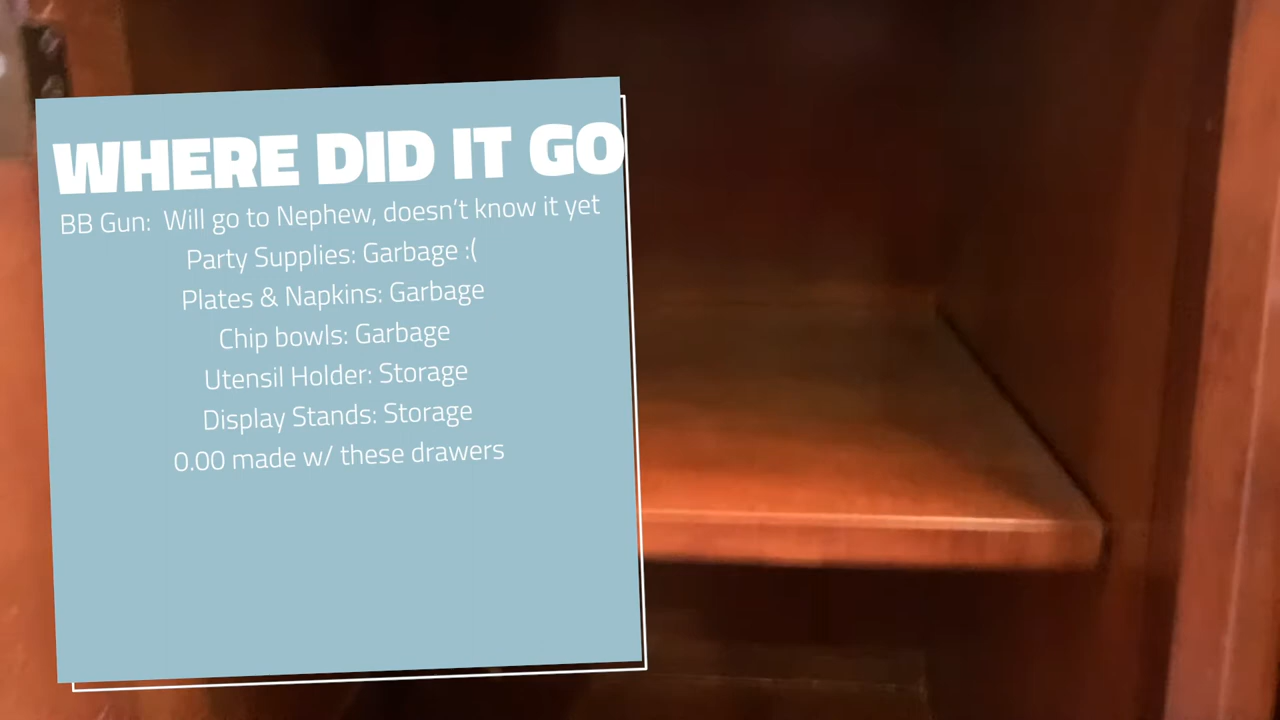 WHERE DID IT GO
BB Gun:  Will go to Nephew, doesn't know it yet
Party Supplies: Garbage :(
Plates & Napkins: Garbage
Chip bowls: Garbage
Utensil Holder: Storage
Display Stands: Storage
0.00 made w/ these drawers